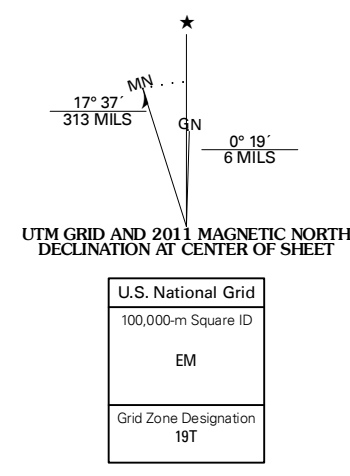 ★
MN
17° 37´
313 MILS
GN
0° 19´
6 MILS
UTM GRID AND 2011 MAGNETIC NORTH
DECLINATION AT CENTER OF SHEET
U.S. National Grid
100,000-m Square ID
EM
Grid Zone Designation
19T